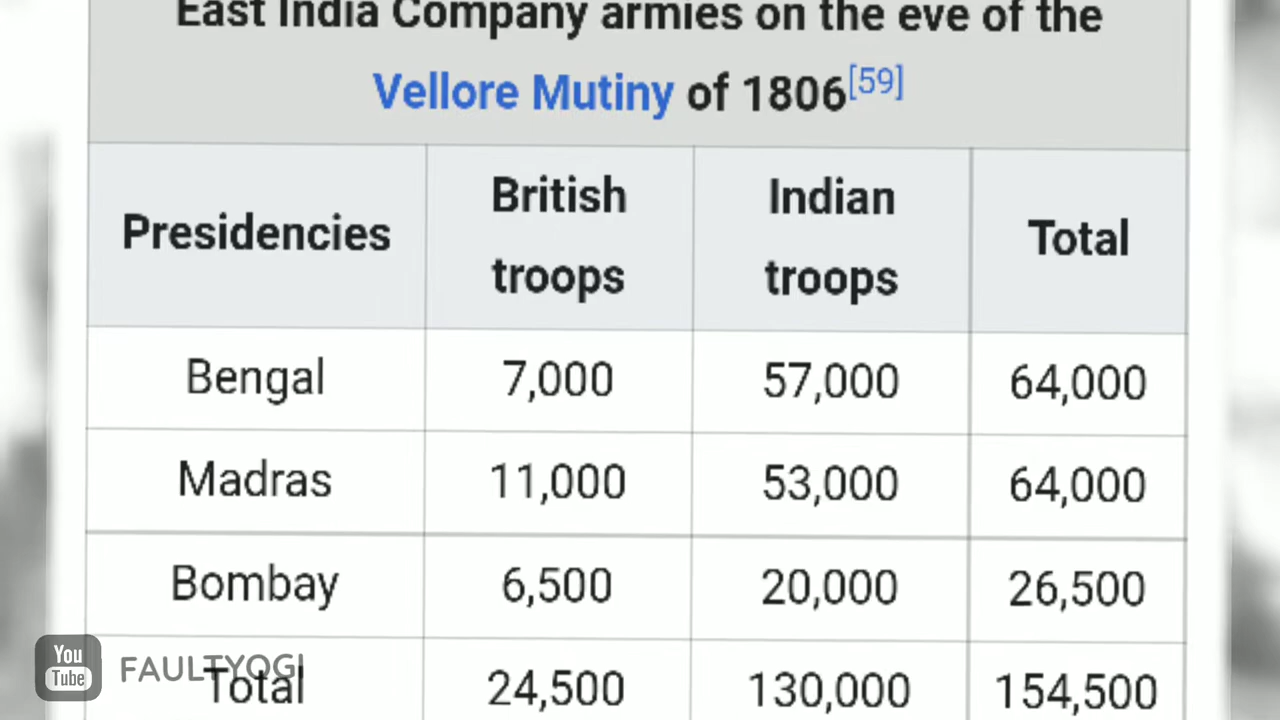 East India Company armies on the eve of the
Vellore Mutiny of 1806[59]
Presidencies British troops Indian troops Total
Bengal 7,000 57,000 64,000
Madras 11,000 53,000 64,000
Bombay 6,500 20,000 26,500
Total 24,500 130,000 154,500
You Tube FAULTYOGI